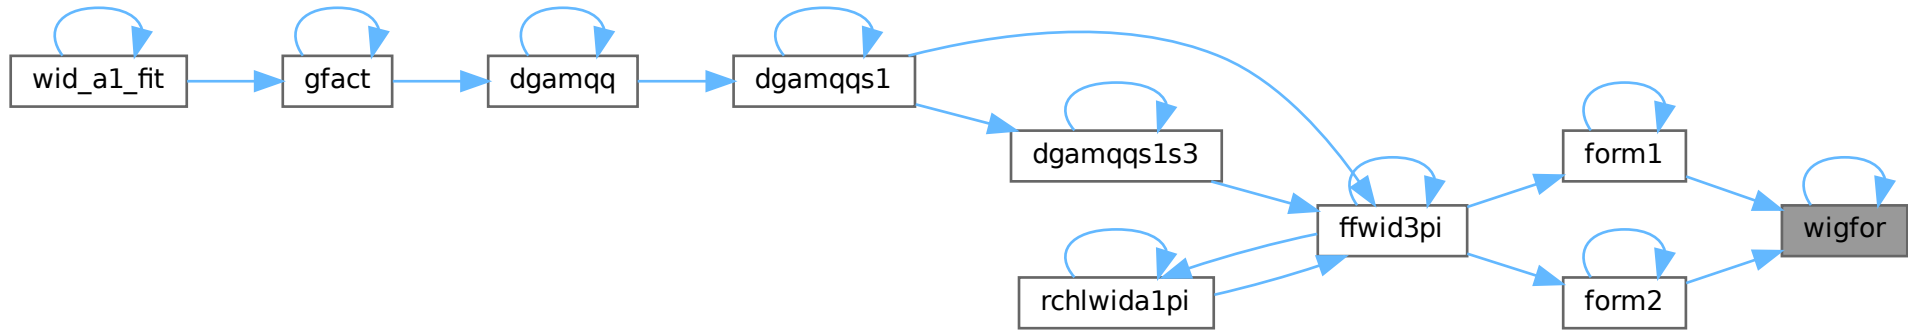 wid_a1_fit
gfact
dgamqq
dgamqqs1
dgamqqs1s3
rchlwida1pi
ffwid3pi
form1
form2
wigfor